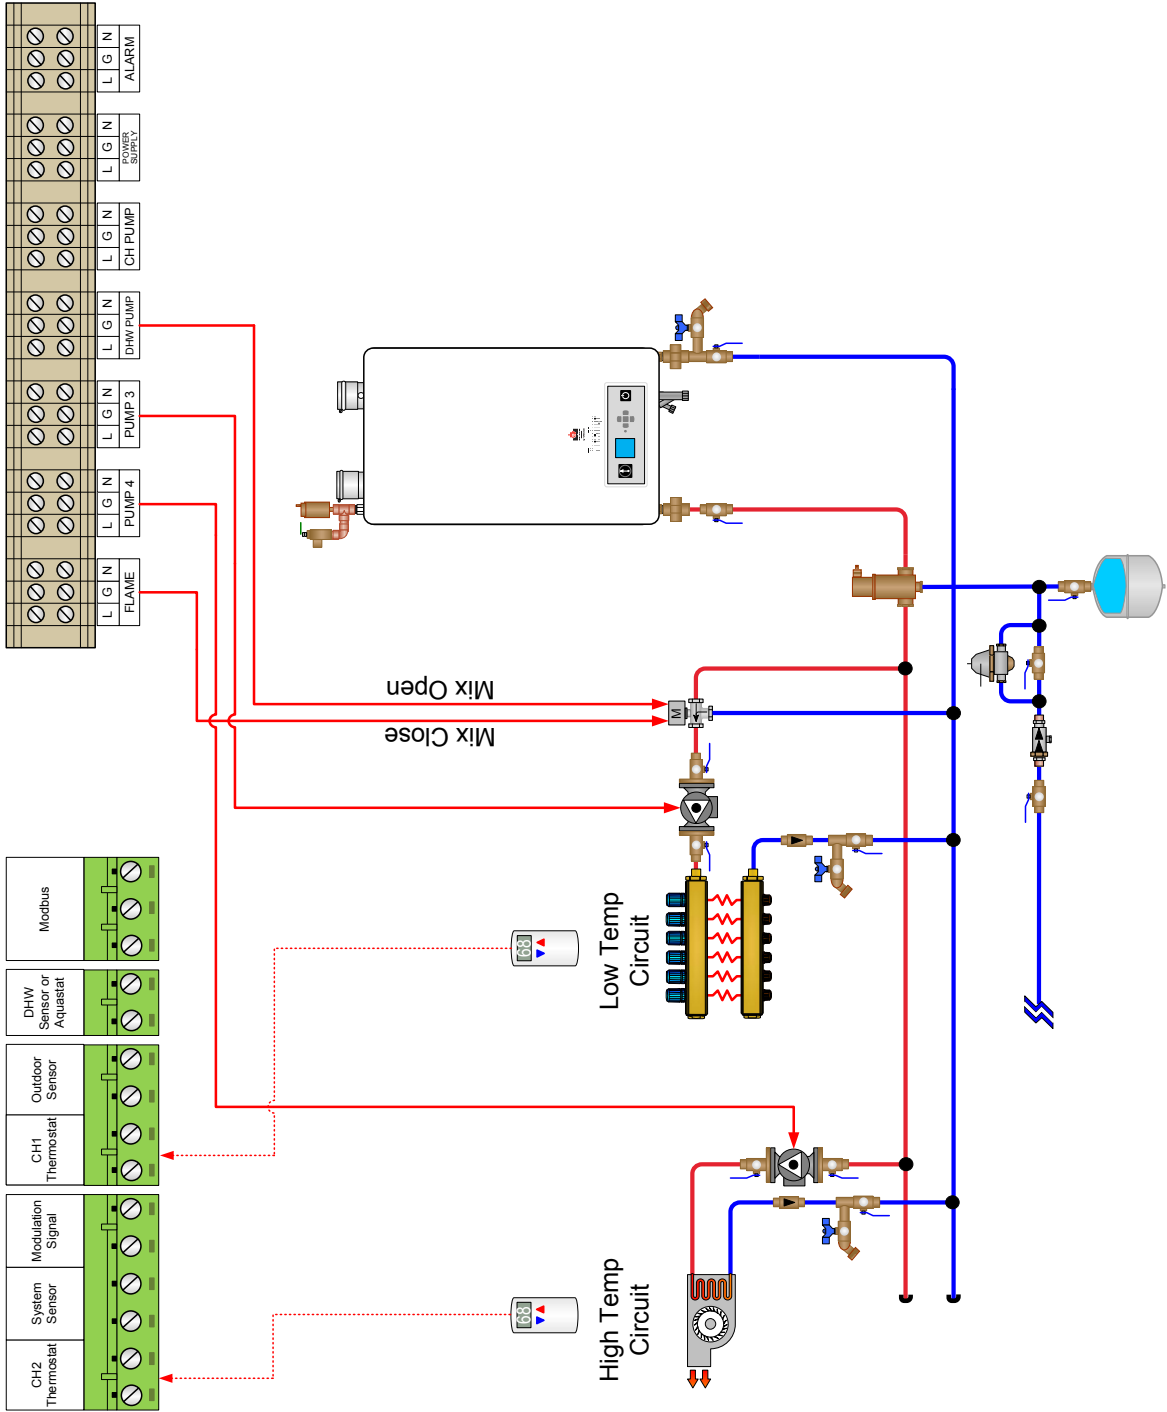 N
G
L
ALARM
N
G
L
POWER
SUPPLY
N
G
L
CH PUMP
N
G
L
DHW PUMP
N
G
L
PUMP 3
N
G
L
PUMP 4
N
G
L
FLAME
Mix Open
Mix Close
M
Modbus
DHW
Sensor or
Aquastat
Outdoor
Sensor
CH1
Thermostat
Modulation
Signal
System
Sensor
CH2
Thermostat
68
Low Temp
Circuit
68
High Temp
Circuit